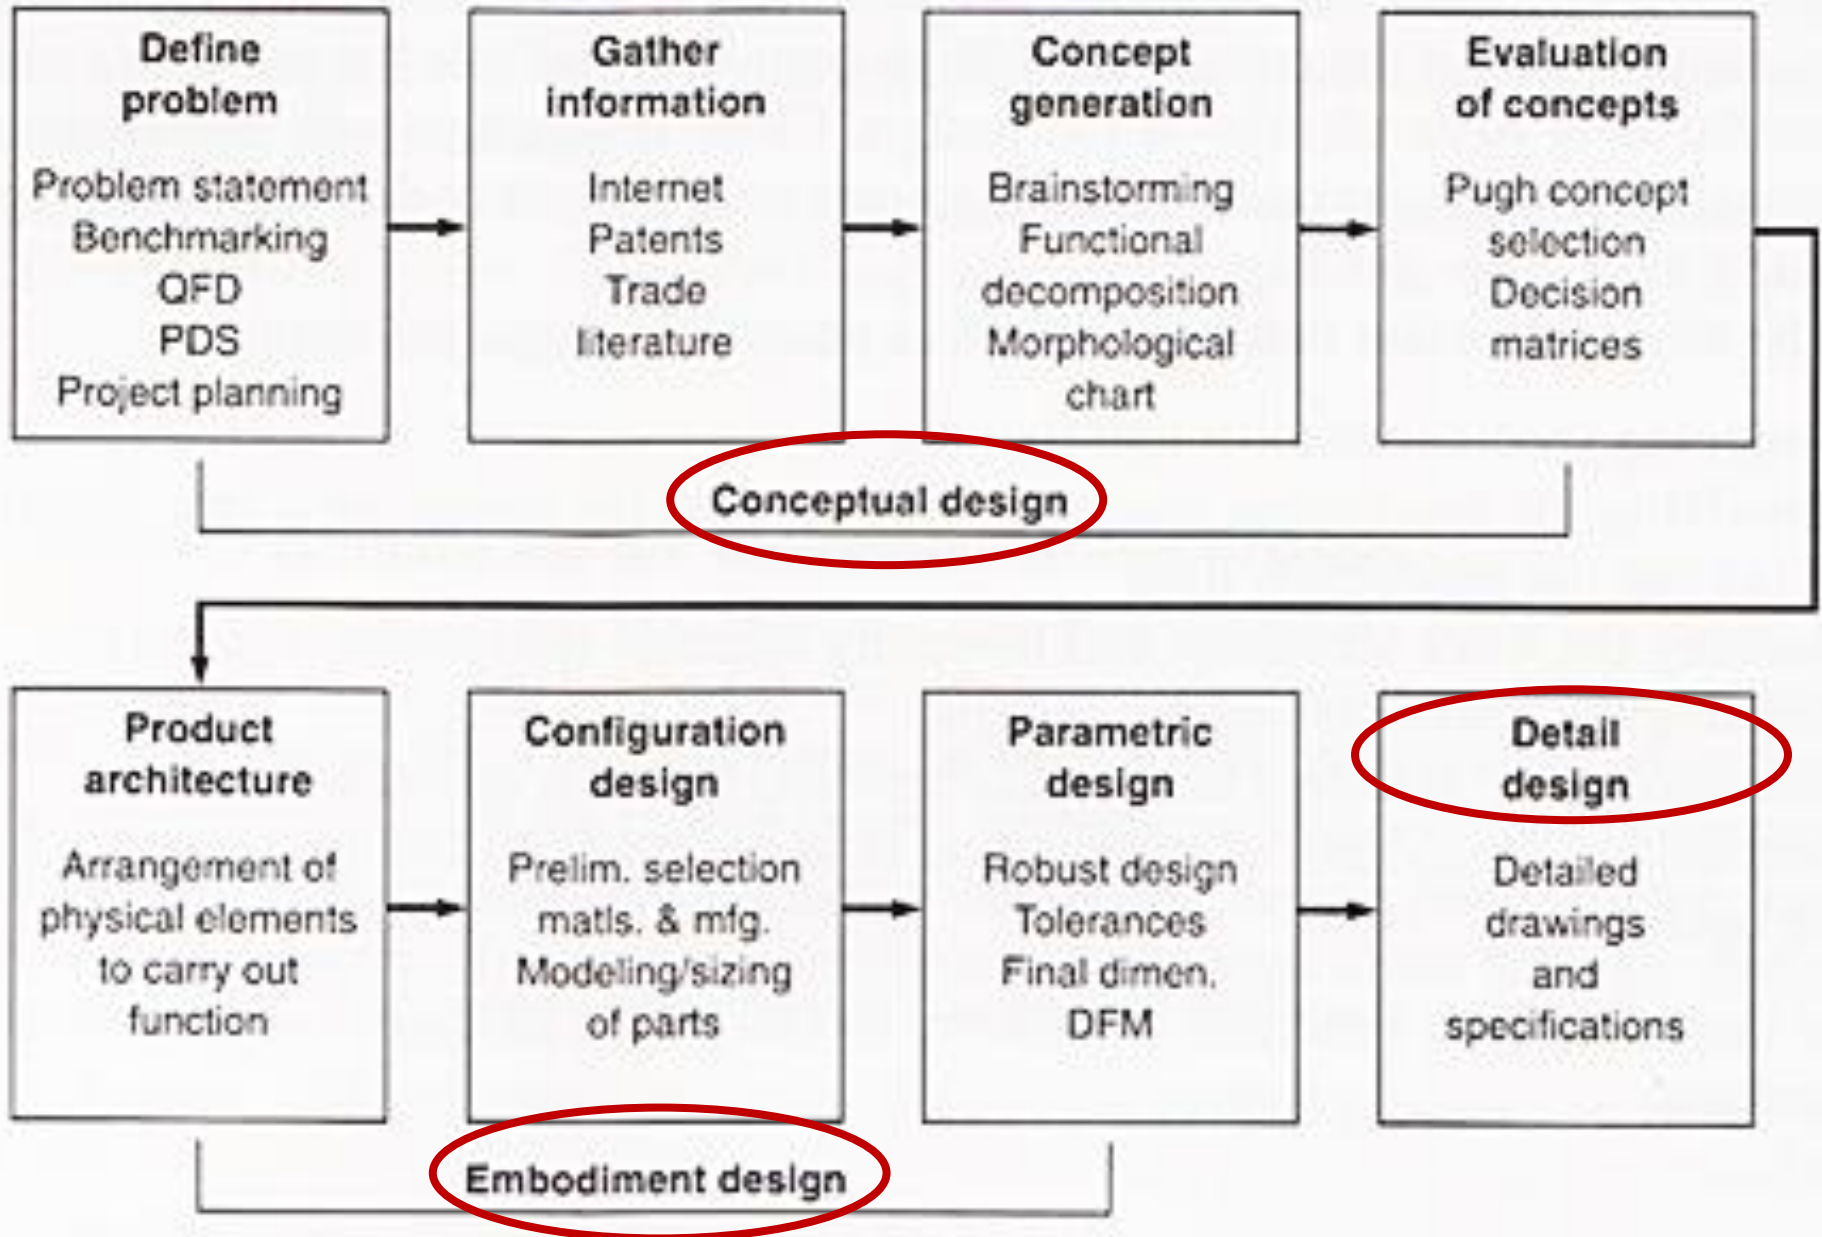 Define
problem
Problem statement
Benchmarking
QFD
PDS
Project planning
Gather
information
Internet
Patents
Trade
literature
Concept
generation
Brainstorming
Functional
decomposition
Morphological
chart
Evaluation
of concepts
Pugh concept
selection
Decision
matrices
Conceptual design
Product
architecture
Arrangement of
physical elements
to carry out
function
Configuration
design
Prelim. selection
matls. & mfg.
Modeling/sizing
of parts
Parametric
design
Robust design
Tolerances
Final dimen.
DFM
Detail
design
Detailed
drawings
and
specifications
Embodiment design